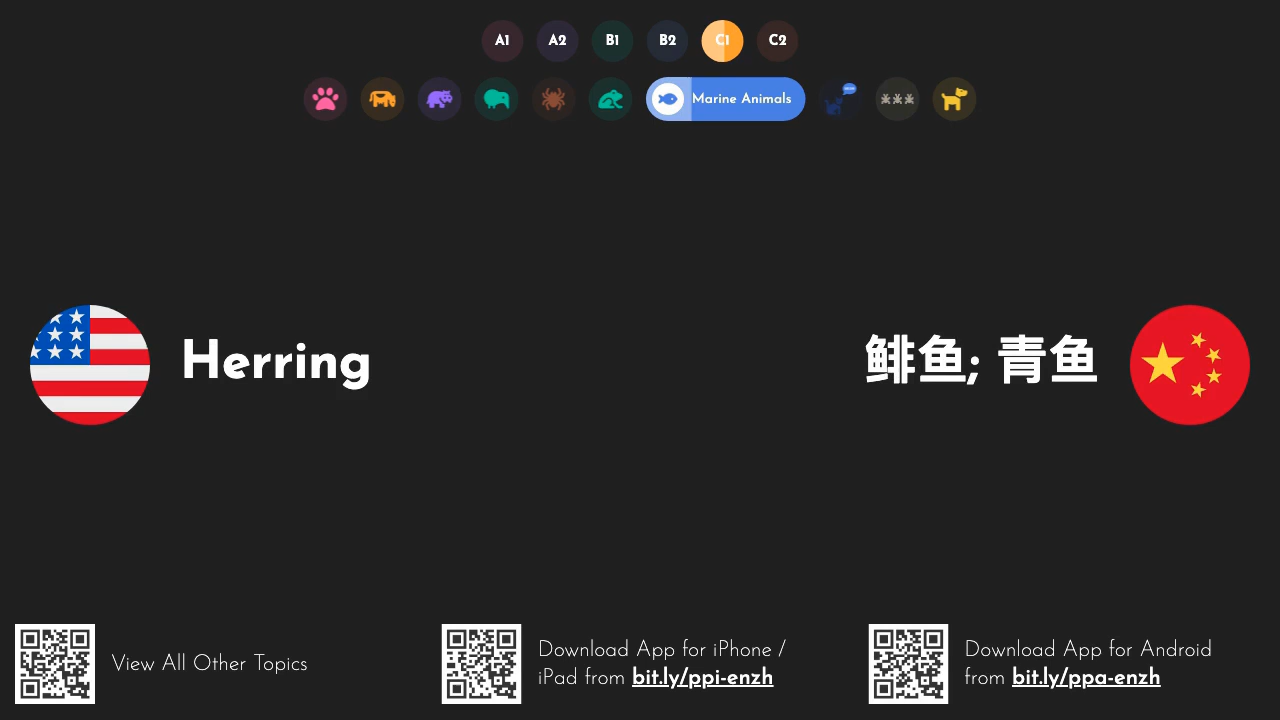 A1 A2 B1 B2 C1 C2
Marine Animals
Herring
鲱鱼; 青鱼
View All Other Topics
Download App for iPhone /
iPad from bit.ly/ppi-enzh
Download App for Android
from bit.ly/ppa-enzh